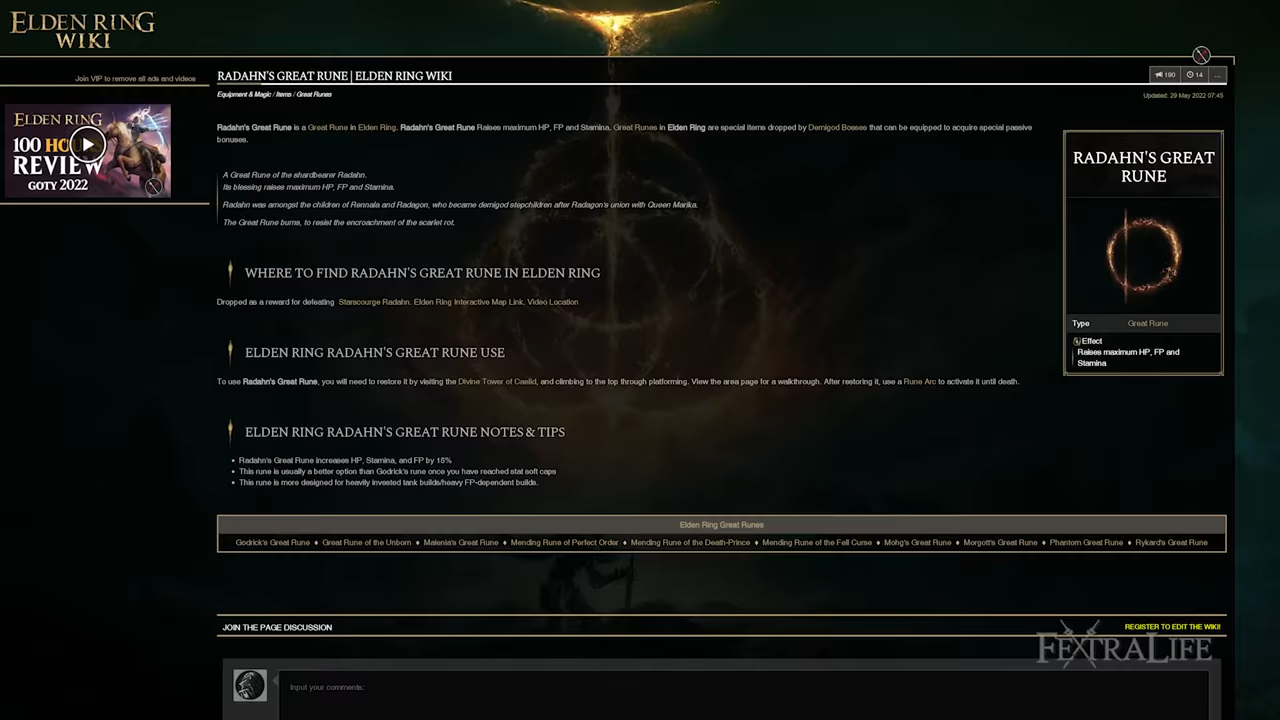 ELDEN RING
WIKI
Join VIP to remove all ads and videos
ELDEN RING
100 HO
REVIEW
GOTY 2022
RADAHN'S GREAT RUNE | ELDEN RING WIKI
190
14
...
Equipment & Magic / Items / Great Runes
Updated: 29 May 2022 07:45
Radahn's Great Rune is a Great Rune in Elden Ring. Radahn's Great Rune Raises maximum HP, FP and Stamina. Great Runes in Elden Ring are special items dropped by Demigod Bosses that can be equipped to acquire special passive
bonuses.
A Great Rune of the shardbearer Radahn.
Its blessing raises maximum HP, FP and Stamina.
Radahn was amongst the children of Rennala and Radagon, who became demigod stepchildren after Radagon's union with Queen Marika.
The Great Rune burns, to resist the encroachment of the scarlet rot.
RADAHN'S GREAT
RUNE
Type Great Rune
Effect
Raises maximum HP, FP and
Stamina
WHERE TO FIND RADAHN'S GREAT RUNE IN ELDEN RING
Dropped as a reward for defeating Starscourge Radahn. Elden Ring Interactive Map Link. Video Location
ELDEN RING RADAHN'S GREAT RUNE USE
To use Radahn's Great Rune, you will need to restore it by visiting the Divine Tower of Caelid, and climbing to the top through platforming. View the area page for a walkthrough. After restoring it, use a Rune Arc to activate it until death.
ELDEN RING RADAHN'S GREAT RUNE NOTES & TIPS
• Radahn's Great Rune increases HP, Stamina, and FP by 15%
• This rune is usually a better option than Godrick's rune once you have reached stat soft caps
• This rune is more designed for heavily invested tank builds/heavy FP-dependent builds.
Elden Ring Great Runes
Godrick's Great Rune ♦ Great Rune of the Unborn ♦ Malenia's Great Rune ♦ Mending Rune of Perfect Order ♦ Mending Rune of the Death-Prince ♦ Mending Rune of the Fell Curse ♦ Mohg's Great Rune ♦ Morgott's Great Rune ♦ Phantom Great Rune ♦ Rykard's Great Rune
JOIN THE PAGE DISCUSSION
REGISTER TO EDIT THE WIKI!
FEXTRALIFE
Input your comments: